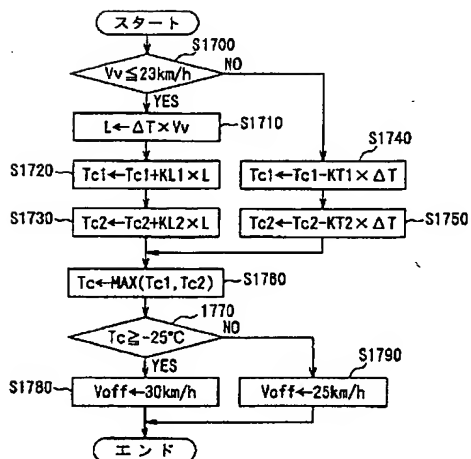 スタート
S1700
Vv≦23km/h
NO
YES
L←ΔT×Vv
S1710
S1740
S1720
Tc1←Tc1+KL1×L
Tc1←Tc1-KT1×ΔT
S1730
Tc2←Tc2+KL2×L
Tc2←Tc2-KT2×ΔT
S1750
Tc←MAX(Tc1,Tc2)
S1760
1770
Tc≧-25°C
NO
YES
S1790
S1780
Voff←30km/h
Voff←25km/h
エンド